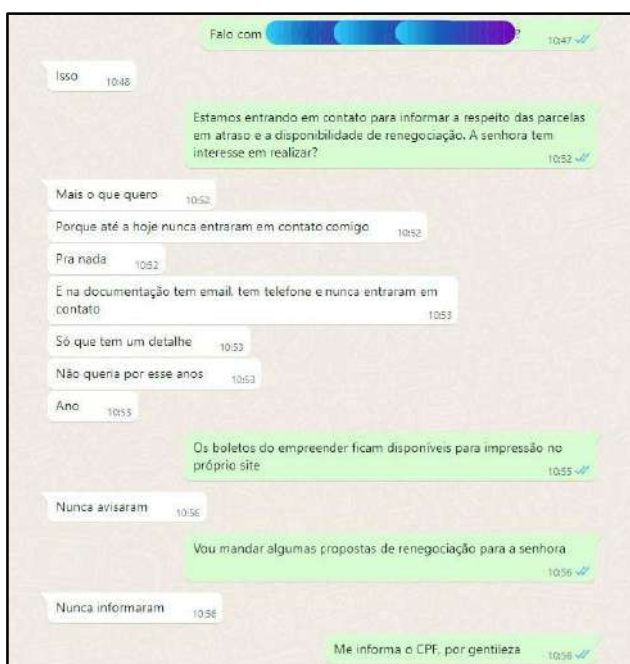 Falo com ?
10:47
Isso
10:48
Estamos entrando em contato para informar a respeito das parcelas
em atraso e a disponibilidade de renegociação. A senhora tem
interesse em realizar?
10:52
Mais o que quero
10:52
Porque até a hoje nunca entraram em contato comigo
10:52
Pra nada
10:52
E na documentação tem email, tem telefone e nunca entraram em
contato
10:53
Só que tem um detalhe
10:53
Não queria por esse anos
10:53
Ano
10:53
Os boletos do empreender ficam disponíveis para impressão no
próprio site
10:55
Nunca avisaram
10:56
Vou mandar algumas propostas de renegociação para a senhora
10:56
Nunca informaram
10:56
Me informa o CPF, por gentileza
10:56